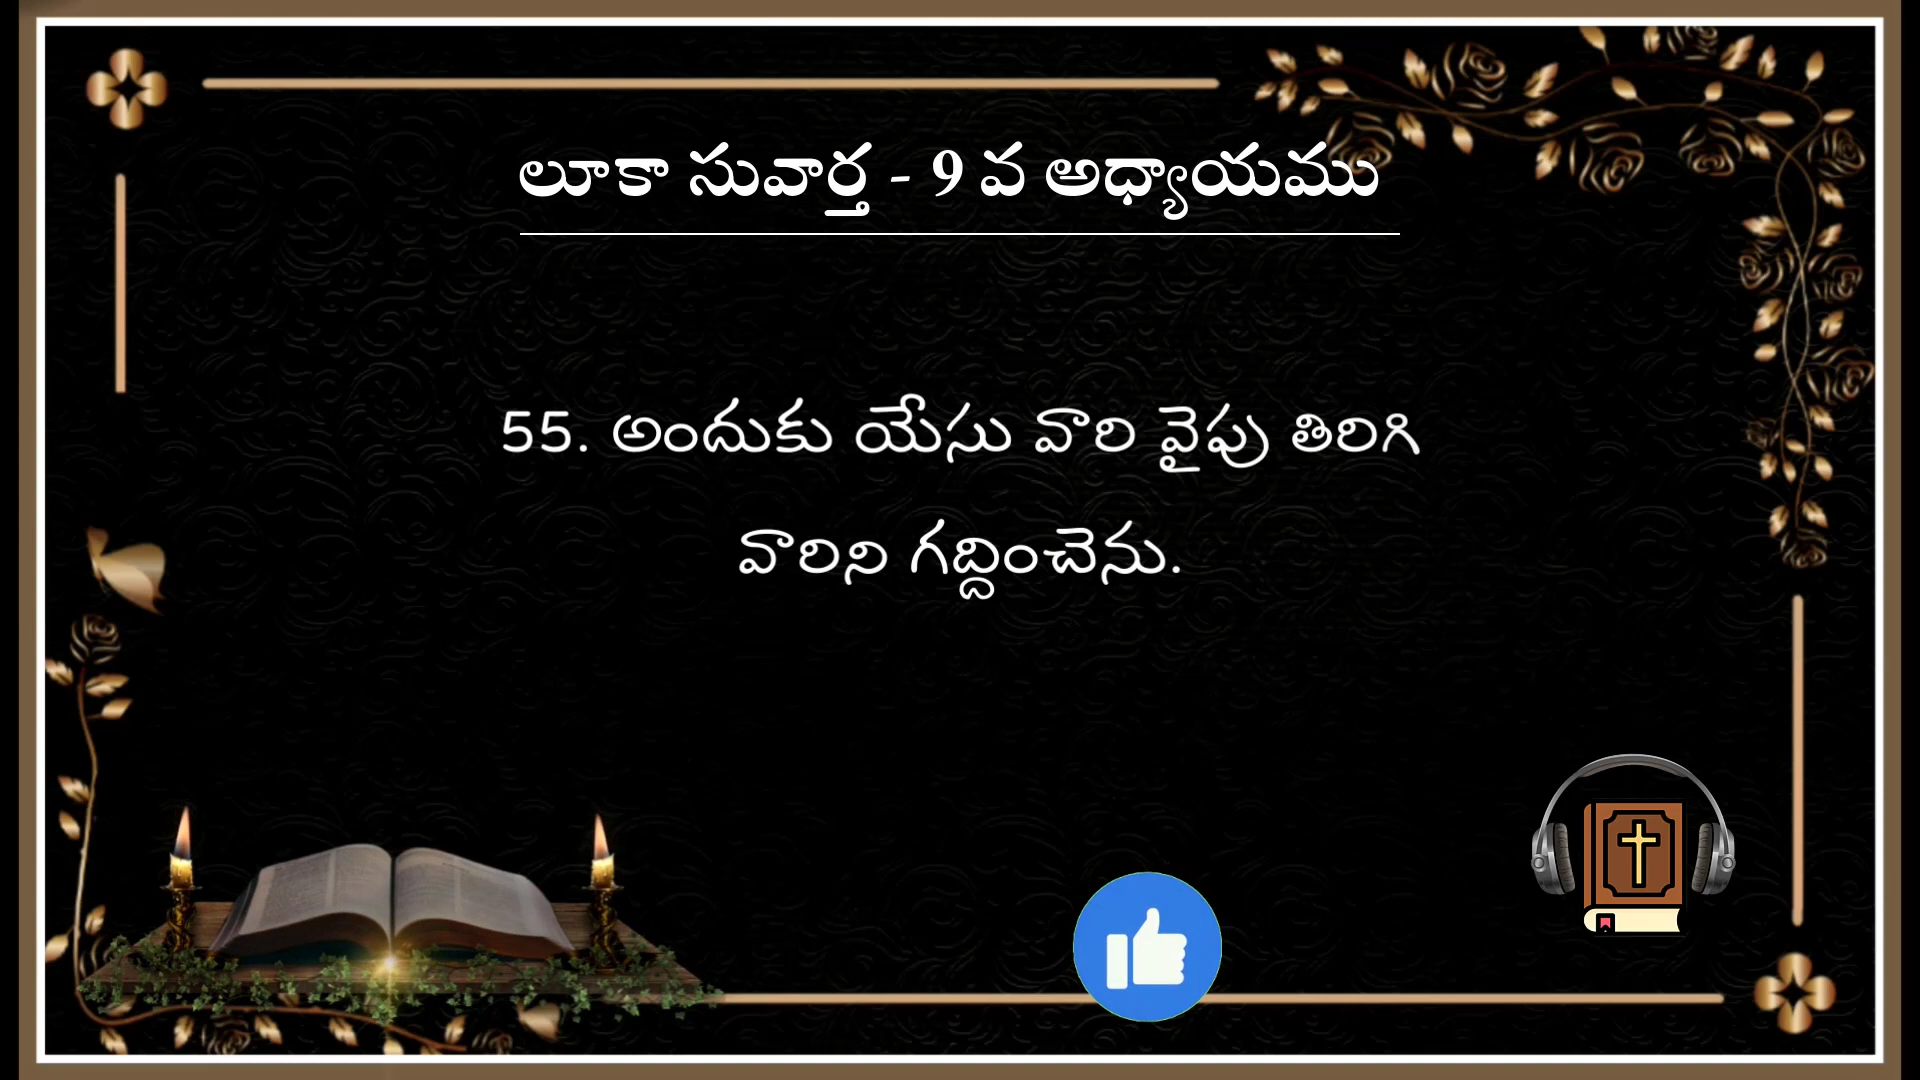 లూకా సువార్త - 9 వ అధ్యాయము
55. అందుకు యేసు వారి వైపు తిరిగి
వారిని గద్దించెను.